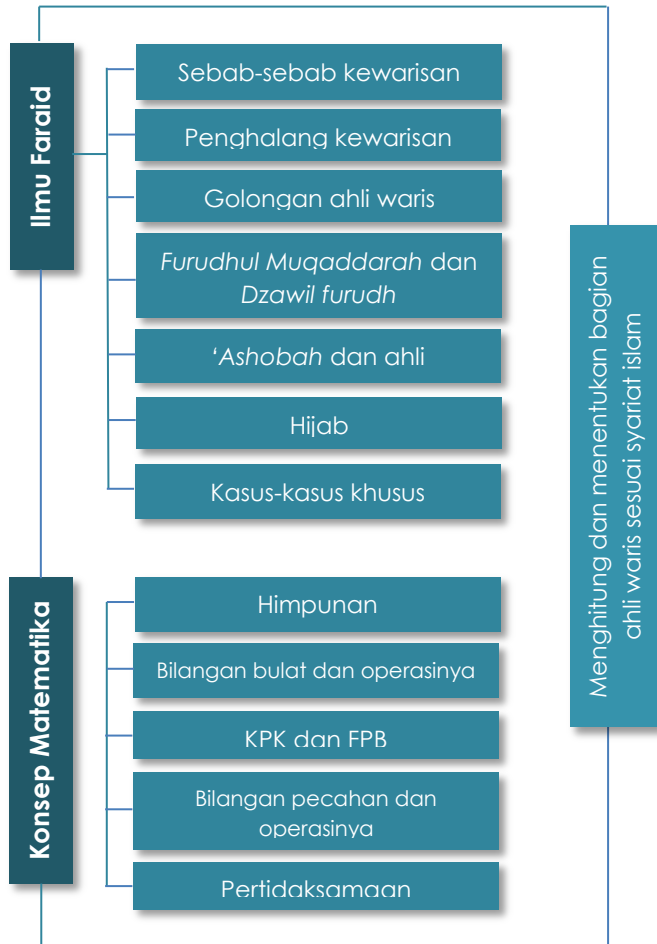 Ilmu Faraid
Sebab-sebab kewarisan
Penghalang kewarisan
Golongan ahli waris
Furudhul Muqaddarah dan
Dzawil furudh
‘Ashobah dan ahli
Hijab
Kasus-kasus khusus
Konsep Matematika
Himpunan
Bilangan bulat dan operasinya
KPK dan FPB
Bilangan pecahan dan
operasinya
Pertidaksamaan
Menghitung dan menentukan bagian
ahli waris sesuai syariat islam